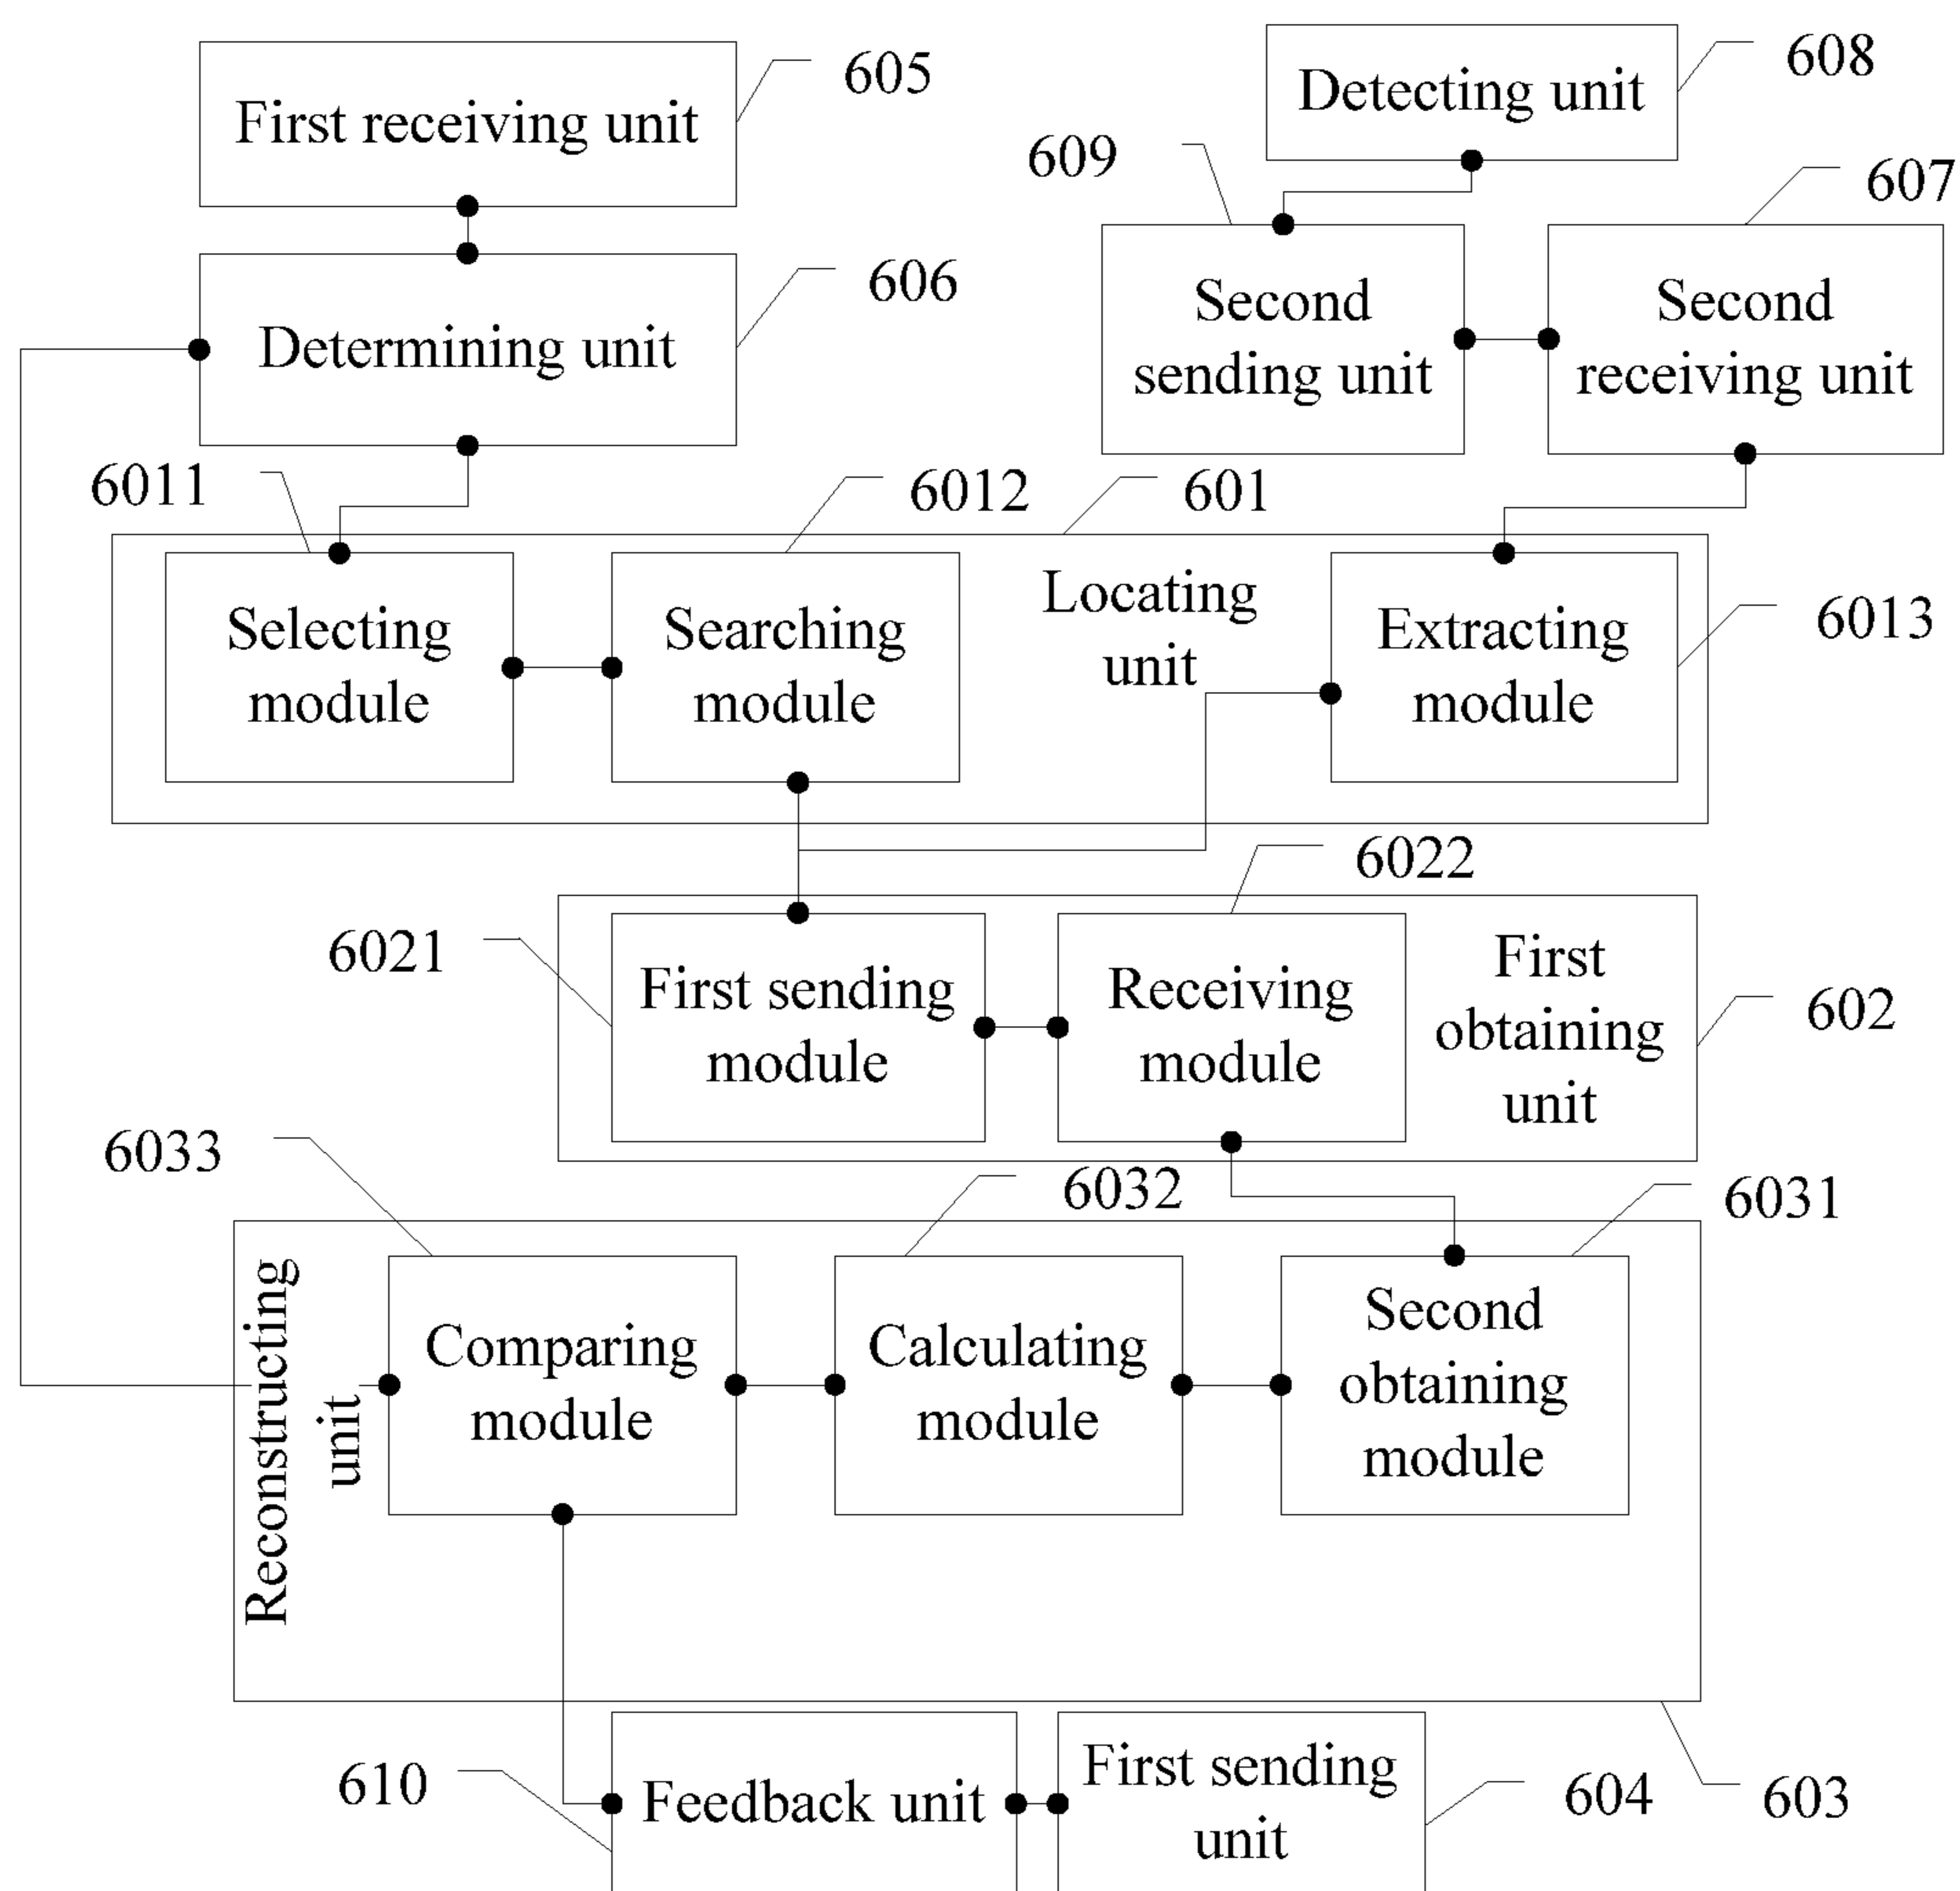 605
608
First receiving unit
Detecting unit
609
607
606
Determining unit
Second
sending unit
Second
receiving unit
6011
6012
601
Selecting
module
Searching
module
Locating
unit
Extracting
module
6013
6022
6021
First sending
module
Receiving
module
First
obtaining
unit
602
6033
6032
6031
Reconstructing
unit
Comparing
module
Calculating
module
Second
obtaining
module
610
Feedback unit
First sending
unit
604
603